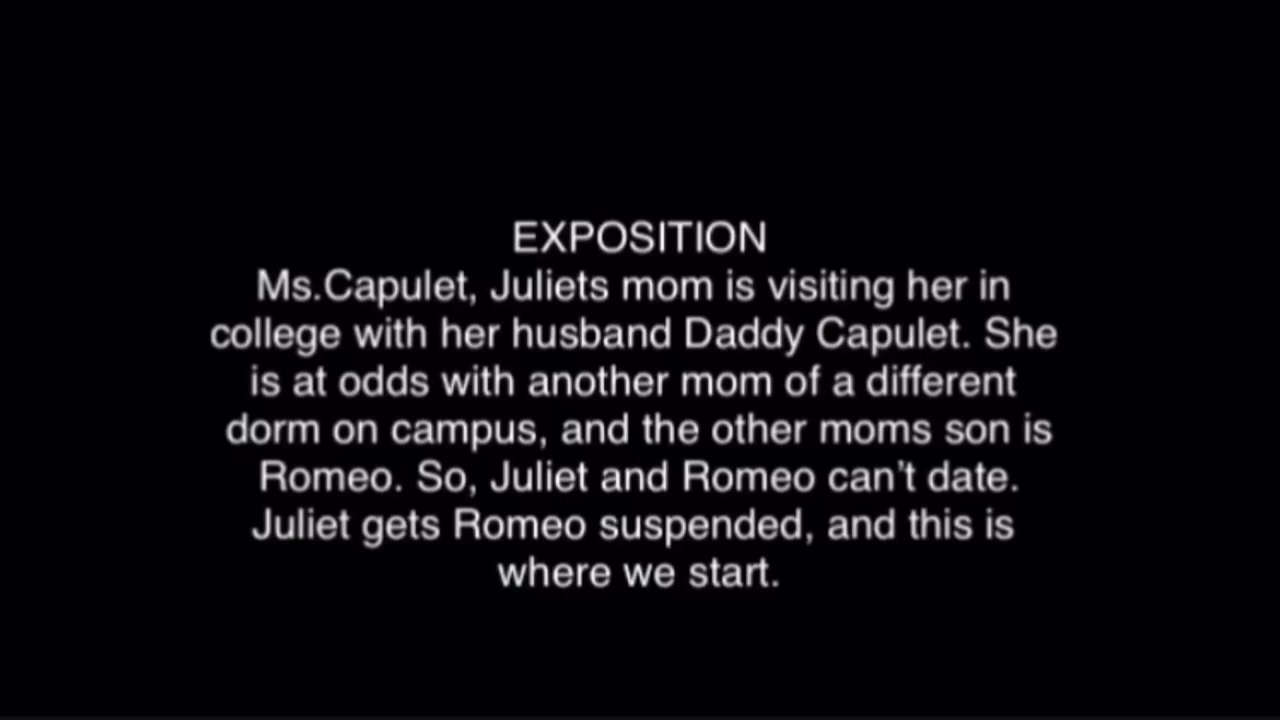 EXPOSITION
Ms.Capulet, Juliets mom is visiting her in
college with her husband Daddy Capulet. She
is at odds with another mom of a different
dorm on campus, and the other moms son is
Romeo. So, Juliet and Romeo can’t date.
Juliet gets Romeo suspended, and this is
where we start.